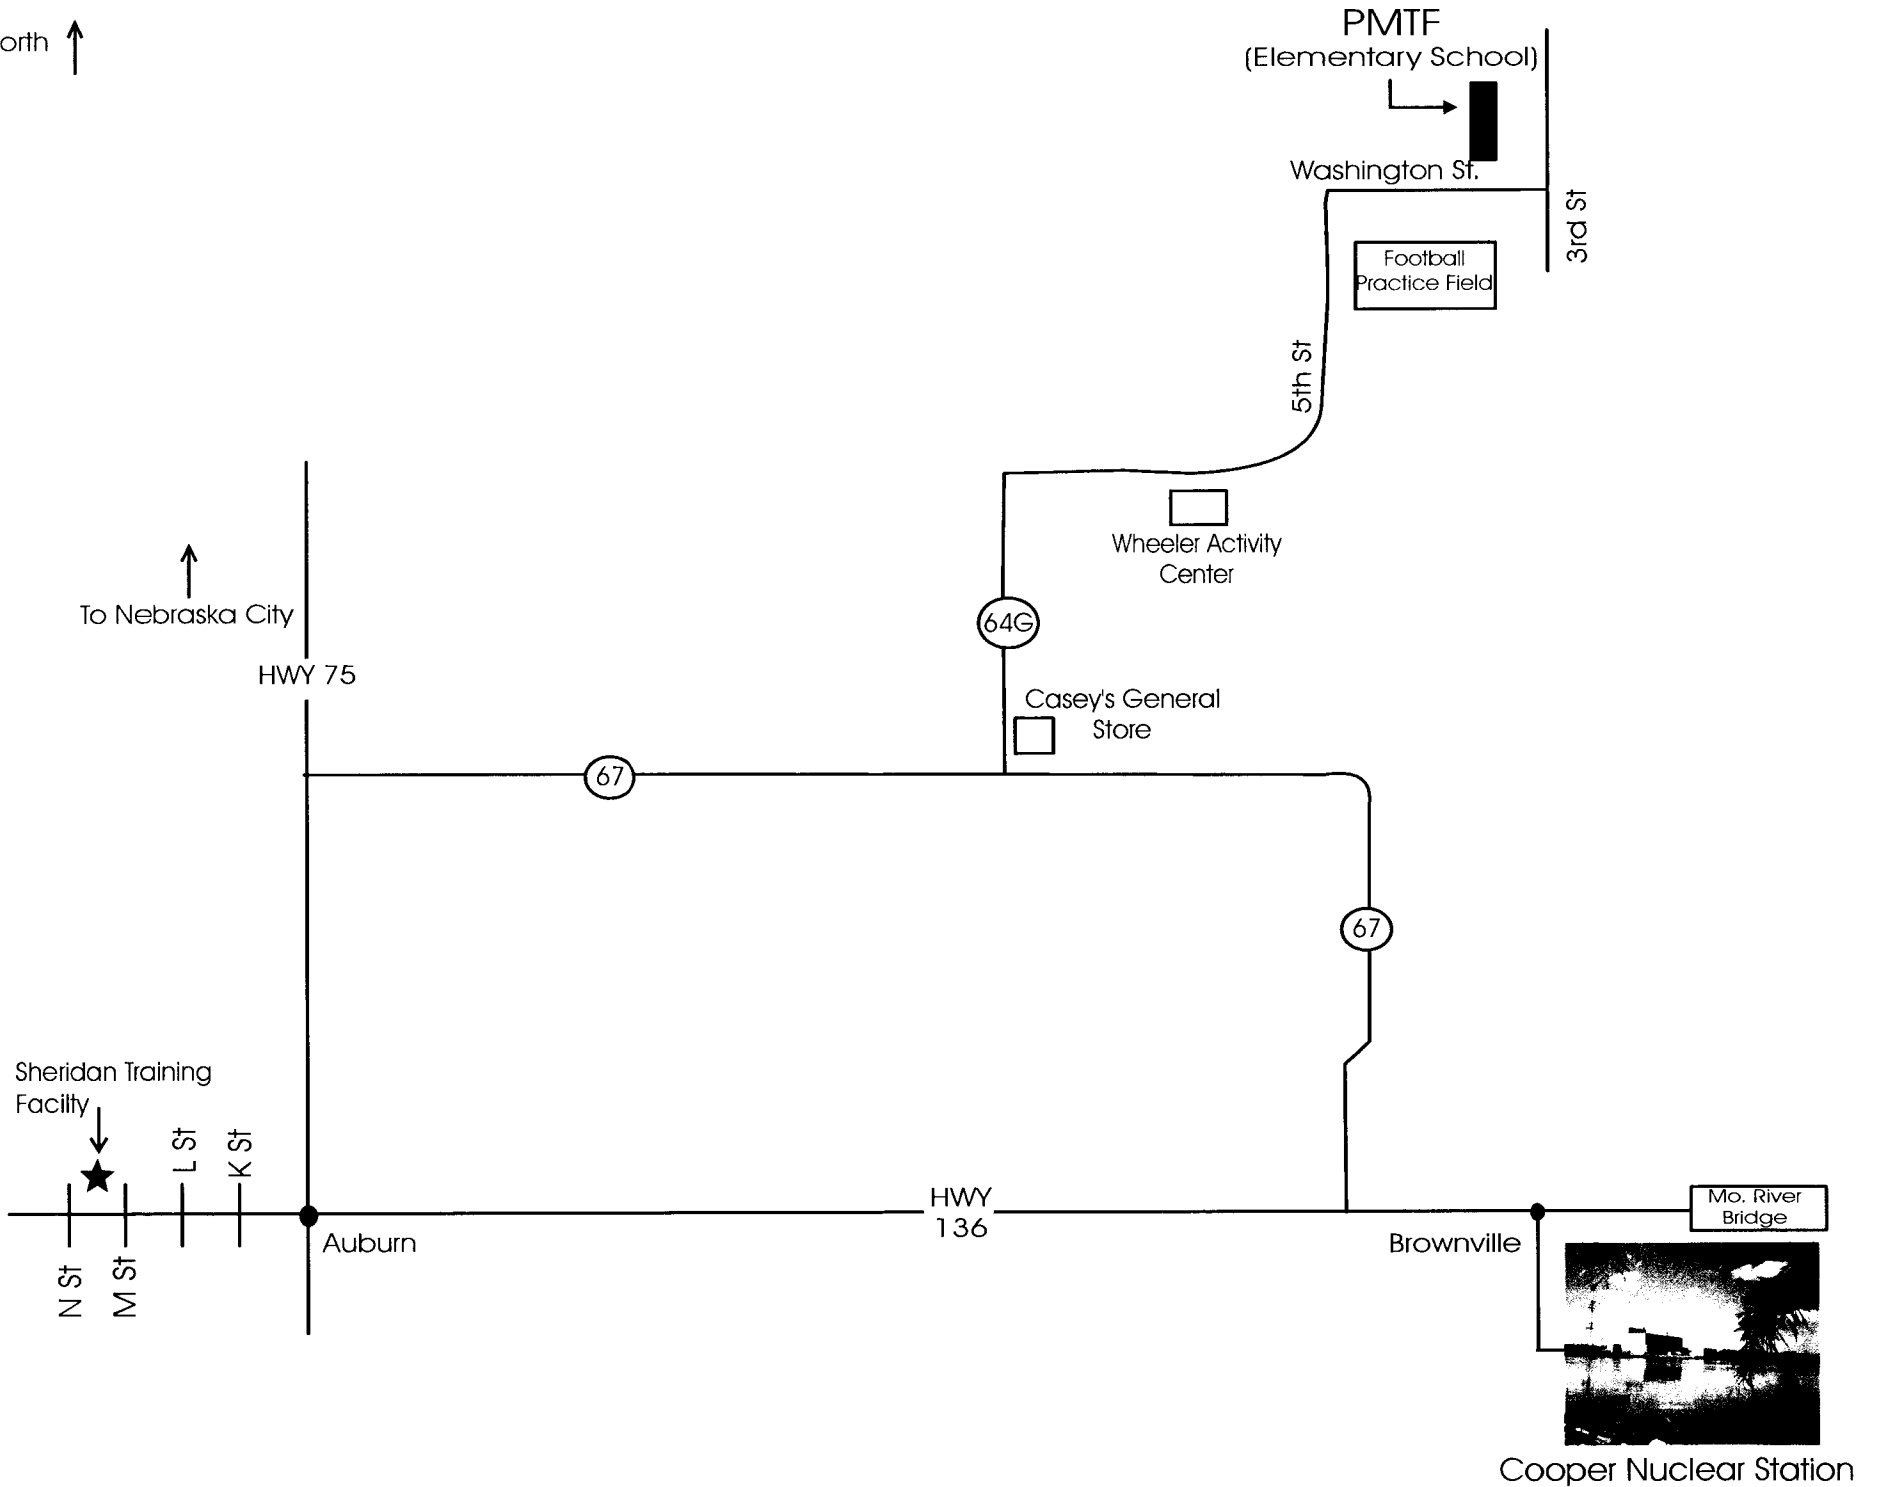 orth
PMTF
(Elementary School)
Washington St.
3rd St
Football
Practice Field
5th St
Wheeler Activity
Center
To Nebraska City
64G
HWY 75
Casey's General
Store
67
67
Sheridan Training
Facilty
L St
K St
N St
M St
Auburn
HWY
136
Brownville
Mo. River
Bridge
Cooper Nuclear Station